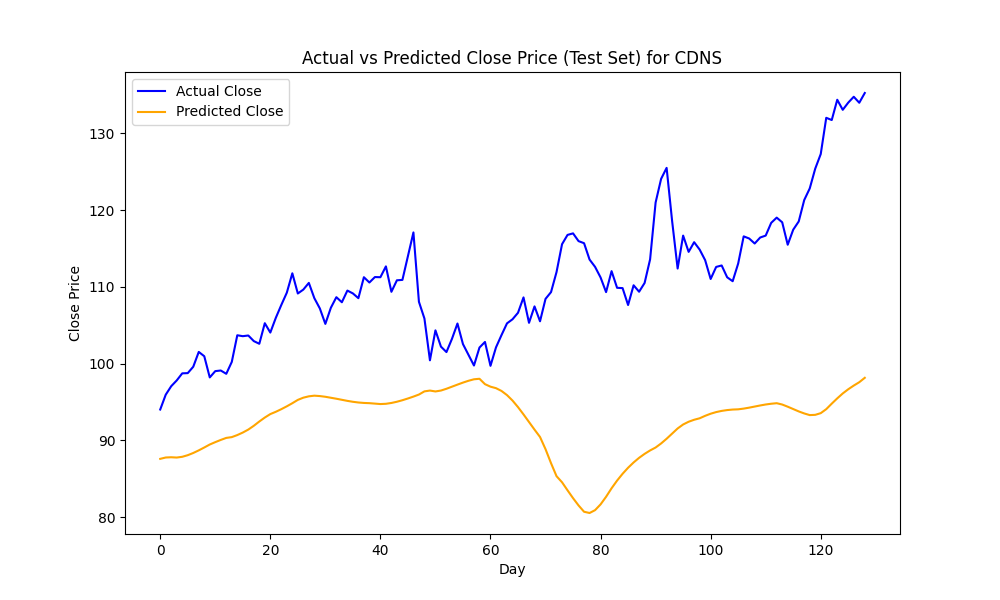 Actual vs Predicted Close Price (Test Set) for CDNS
Actual Close
Predicted Close
130
120
110
100
90
80
Close Price
0 20 40 60 80 100 120
Day